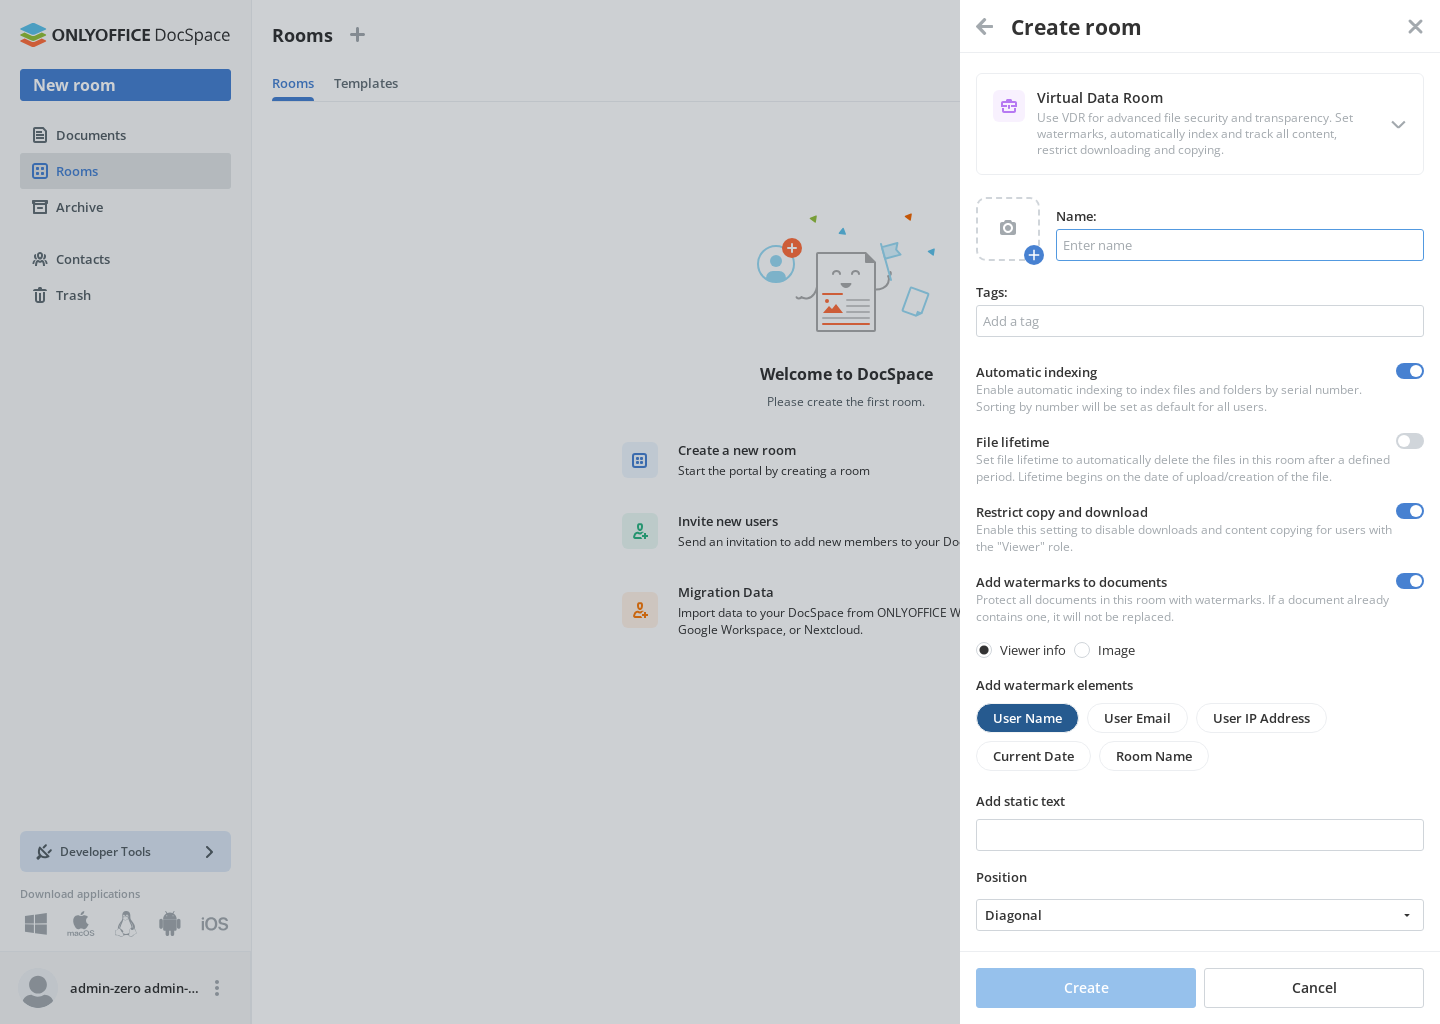 ONLYOFFICE DocSpace
New room
Documents
Rooms
Archive
Contacts
Trash
Developer Tools
Download applications
macOS
iOS
admin-zero admin-...
Rooms
Rooms Templates
Welcome to DocSpace
Please create the first room.
Create a new room
Start the portal by creating a room
Invite new users
Send an invitation to add new members to your Do
Migration Data
Import data to your DocSpace from ONLYOFFICE W
Google Workspace, or Nextcloud.
Create room
Virtual Data Room
Use VDR for advanced file security and transparency. Set
watermarks, automatically index and track all content,
restrict downloading and copying.
Name:
Enter name
Tags:
Add a tag
Automatic indexing
Enable automatic indexing to index files and folders by serial number.
Sorting by number will be set as default for all users.
File lifetime
Set file lifetime to automatically delete the files in this room after a defined
period. Lifetime begins on the date of upload/creation of the file.
Restrict copy and download
Enable this setting to disable downloads and content copying for users with
the "Viewer" role.
Add watermarks to documents
Protect all documents in this room with watermarks. If a document already
contains one, it will not be replaced.
Viewer info Image
Add watermark elements
User Name User Email User IP Address
Current Date Room Name
Add static text
Position
Diagonal
Create Cancel